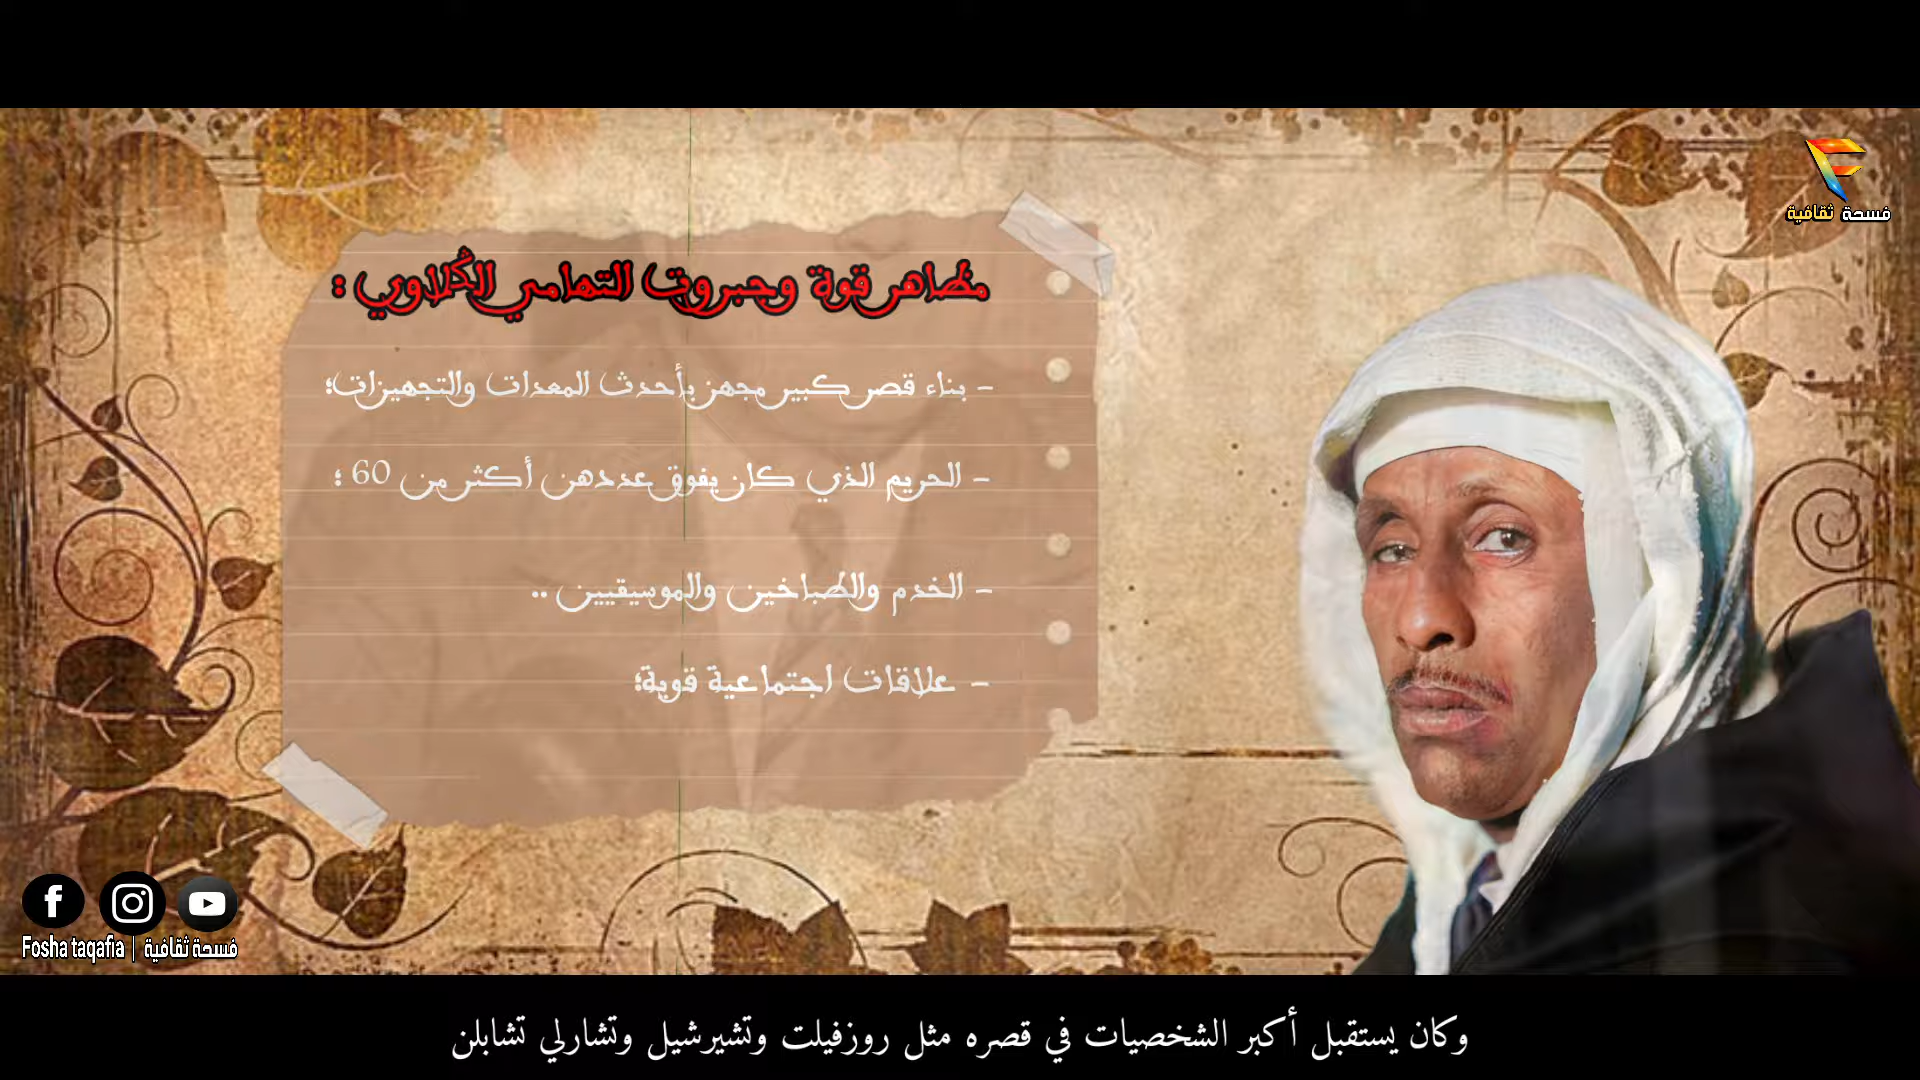 فسحة ثقافية
مظاهر قوة وجبروت التهامي الݣلاوي :
- بناء قصر كبير مجهز بأحدث المعدات والتجهيزات؛
- الحريم الذي كان يفوق عددهن أكثر من 60 ؛
- الخدم والطباخين والموسيقيين ..
- علاقات اجتماعية قوية؛
Fosha taqafia | فسحة ثقافية
وكان يستقبل أكبر الشخصيات في قصره مثل روزفيلت وتشيرشيل وتشارلي تشابلن